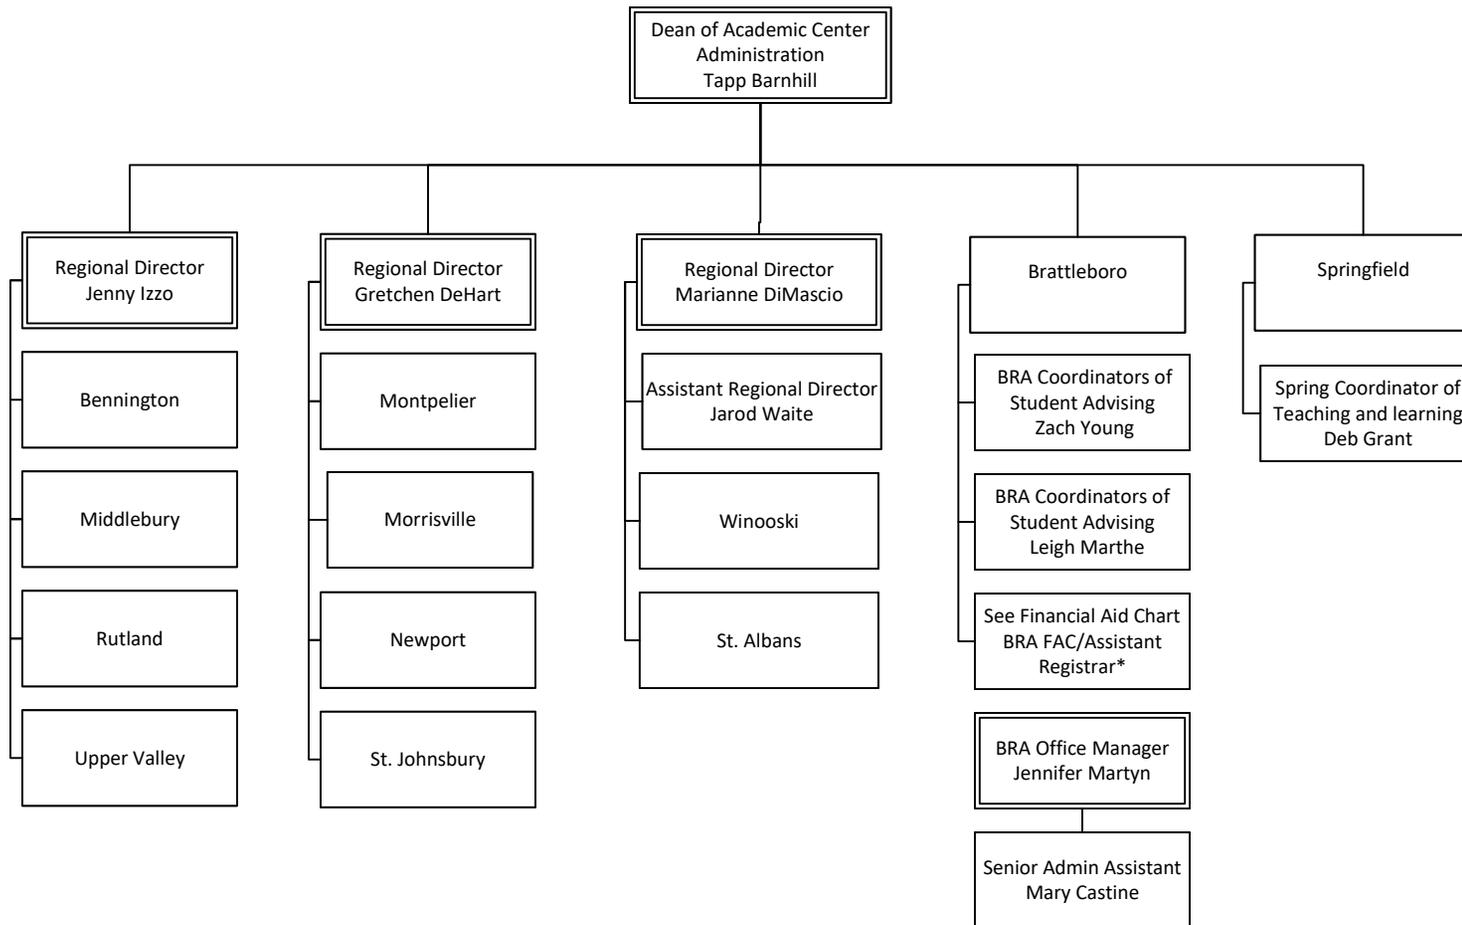 Dean of Academic Center
Administration
Tapp Barnhill
Regional Director
Jenny Izzo
Bennington
Middlebury
Rutland
Upper Valley
Regional Director
Gretchen DeHart
Montpelier
Morrisville
Newport
St. Johnsbury
Regional Director
Marianne DiMascio
Assistant Regional Director
Jarod Waite
Winooski
St. Albans
Brattleboro
BRA Coordinators of
Student Advising
Zach Young
BRA Coordinators of
Student Advising
Leigh Marthe
See Financial Aid Chart
BRA FAC/Assistant
Registrar*
BRA Office Manager
Jennifer Martyn
Senior Admin Assistant
Mary Castine
Springfield
Spring Coordinator of
Teaching and learning
Deb Grant